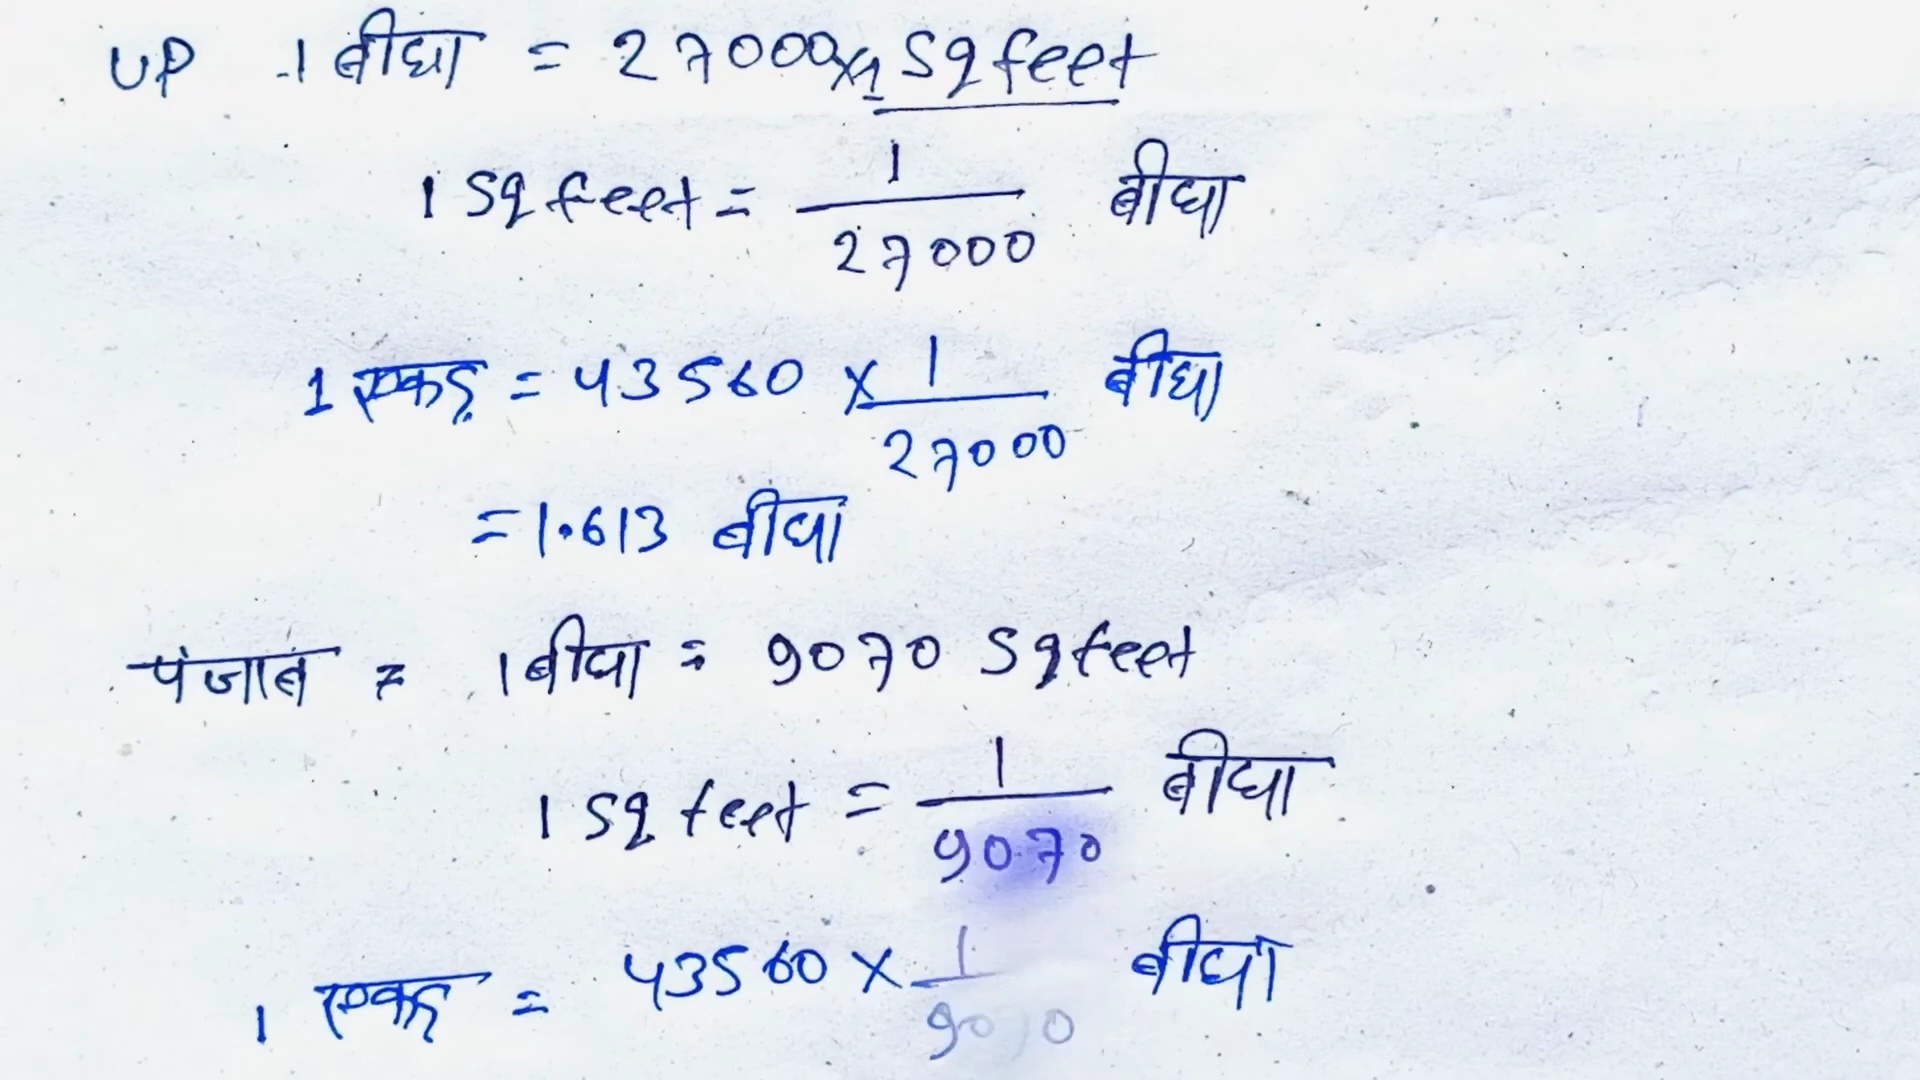 UP 1 बीघा = 27000x1 sq feet
1 sq feet = 1/27000 बीघा
1 एकड़ = 43560 x 1/27000 बीघा
= 1.613 बीघा
पंजाब = 1 बीघा = 9070 sq feet
1 sq feet = 1/9070 बीघा
1 एकड़ = 43560 x 1/9070 बीघा